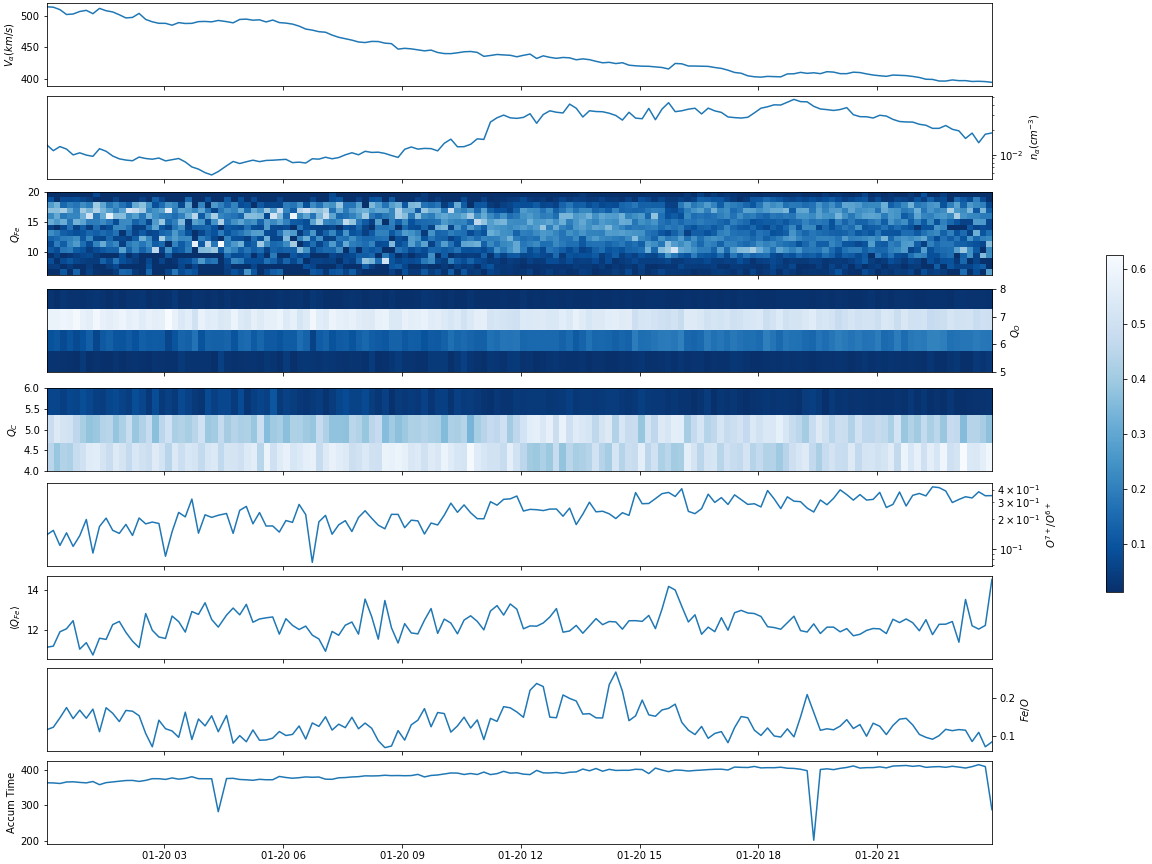 500
450
400
V_α(km/s)
10⁻²
n_α(cm⁻³)
20
15
10
Q_Fe
8
7
6
5
Q_O
6.0
5.5
5.0
4.5
4.0
Q_C
4 × 10⁻¹
3 × 10⁻¹
2 × 10⁻¹
10⁻¹
O⁷⁺/O⁶⁺
14
12
⟨Q_Fe⟩
0.2
0.1
Fe/O
400
300
200
Accum Time
01-20 03 01-20 06 01-20 09 01-20 12 01-20 15 01-20 18 01-20 21
0.6
0.5
0.4
0.3
0.2
0.1